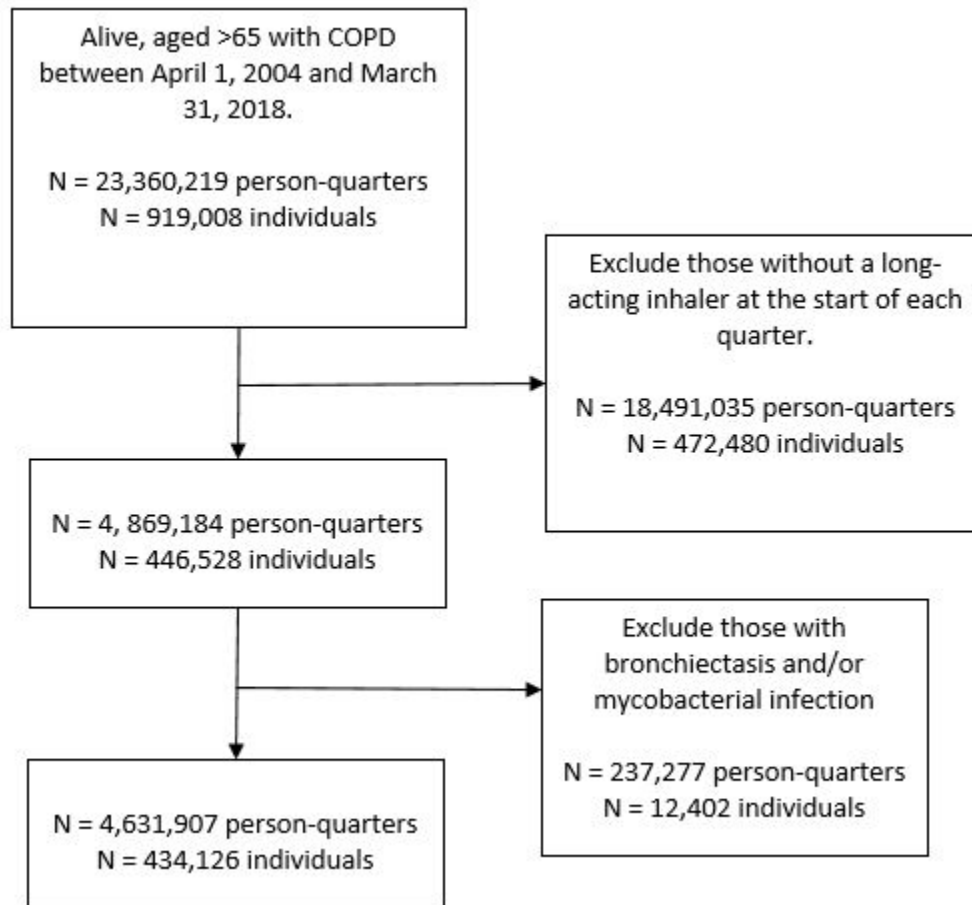 Alive, aged >65 with COPD
between April 1, 2004 and March
31, 2018.
N = 23,360,219 person-quarters
N = 919,008 individuals
Exclude those without a long-
acting inhaler at the start of each
quarter.
N = 18,491,035 person-quarters
N = 472,480 individuals
N = 4, 869,184 person-quarters
N = 446,528 individuals
Exclude those with
bronchiectasis and/or
mycobacterial infection
N = 237,277 person-quarters
N = 12,402 individuals
N = 4,631,907 person-quarters
N = 434,126 individuals